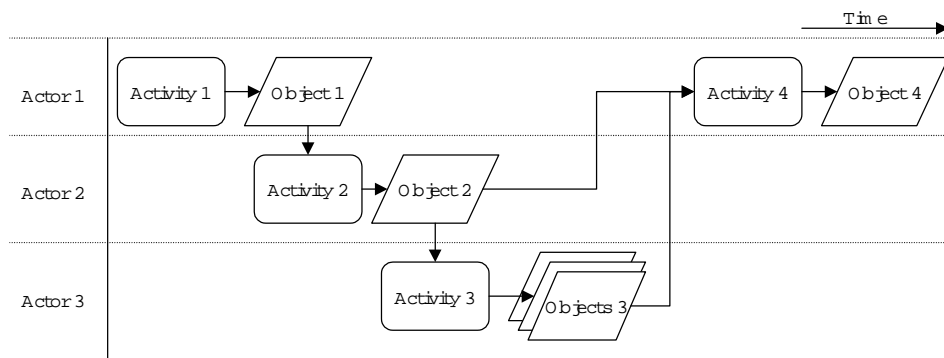 Time
Actor 1
Activity 1
Object 1
Activity 4
Object 4
Actor 2
Activity 2
Object 2
Actor 3
Activity 3
Objects 3